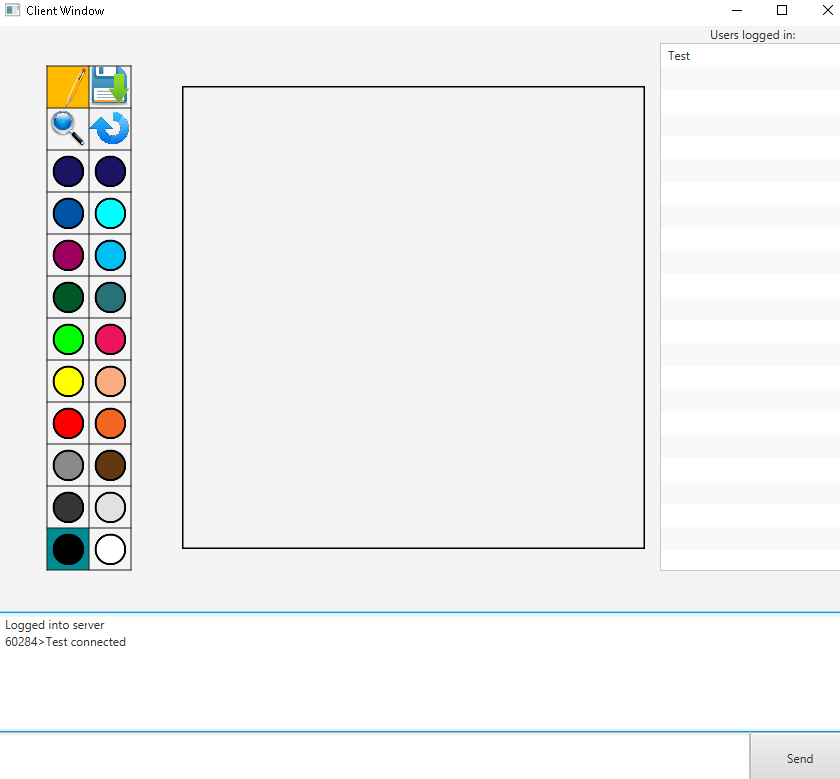 Client Window
Users logged in:
Test
Logged into server
60284>Test connected
Send